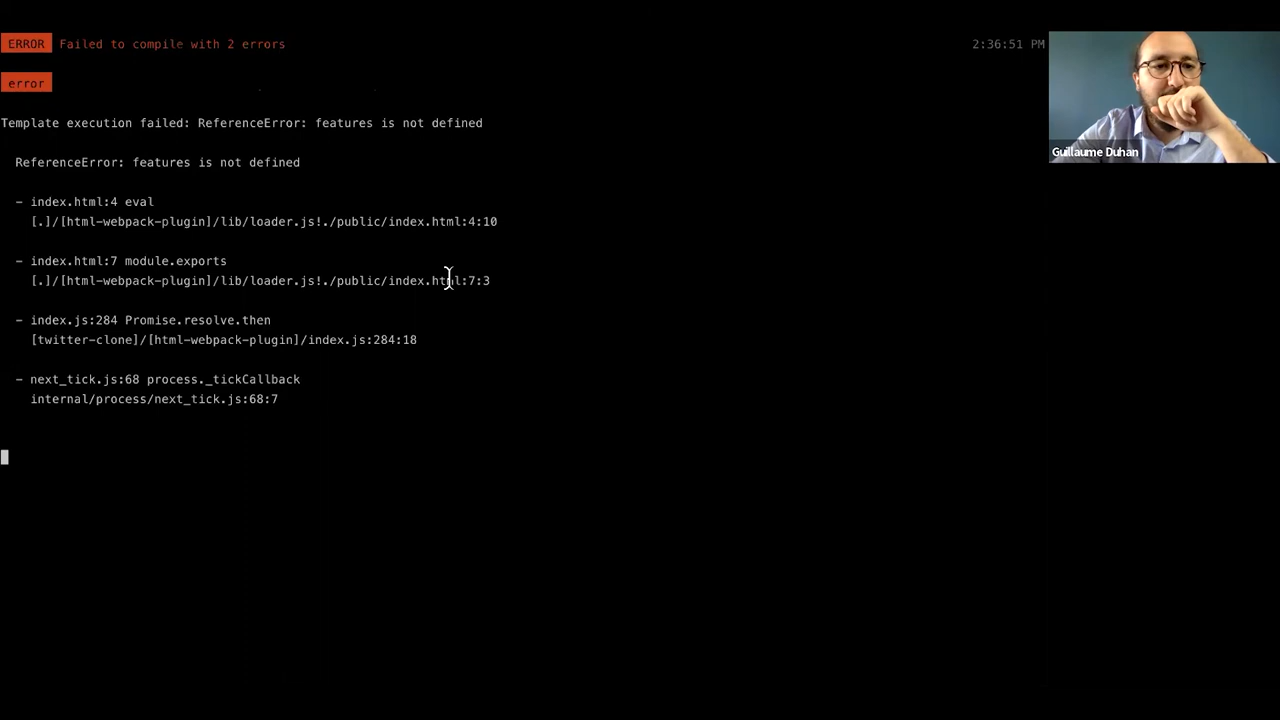 ERROR Failed to compile with 2 errors 2:36:51 PM
error
Template execution failed: ReferenceError: features is not defined
ReferenceError: features is not defined
- index.html:4 eval
[.]/[html-webpack-plugin]/lib/loader.js!./public/index.html:4:10
- index.html:7 module.exports
[.]/[html-webpack-plugin]/lib/loader.js!./public/index.html:7:3
- index.js:284 Promise.resolve.then
[twitter-clone]/[html-webpack-plugin]/index.js:284:18
- next_tick.js:68 process._tickCallback
internal/process/next_tick.js:68:7
Guillaume Duhan